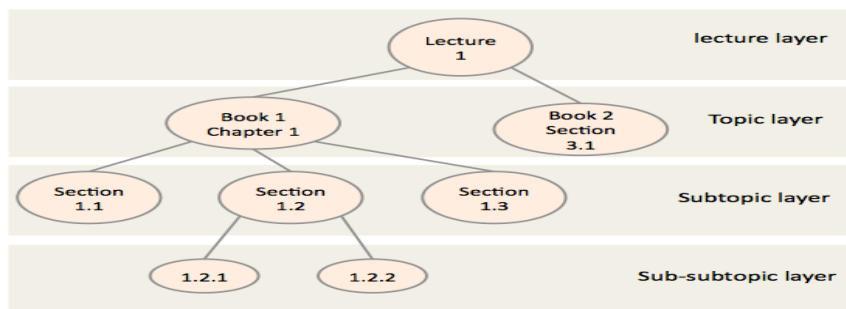 Lecture
1
lecture layer
Book 1
Chapter 1
Book 2
Section
3.1
Topic layer
Section
1.1
Section
1.2
Section
1.3
Subtopic layer
1.2.1
1.2.2
Sub-subtopic layer